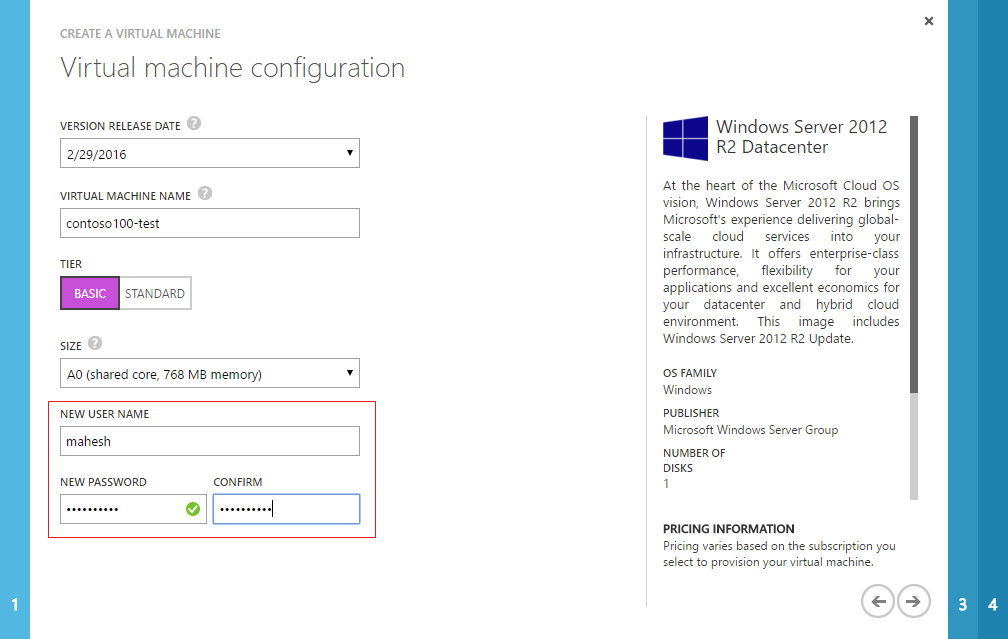 CREATE A VIRTUAL MACHINE
Virtual machine configuration
VERSION RELEASE DATE ?
2/29/2016
VIRTUAL MACHINE NAME ?
contoso100-test
TIER
BASIC STANDARD
SIZE ?
A0 (shared core, 768 MB memory)
NEW USER NAME
mahesh
NEW PASSWORD CONFIRM
•••••••••• ••••••••••
Windows Server 2012
R2 Datacenter
At the heart of the Microsoft Cloud OS
vision, Windows Server 2012 R2 brings
Microsoft's experience delivering global-
scale cloud services into your
infrastructure. It offers enterprise-class
performance, flexibility for your
applications and excellent economics for
your datacenter and hybrid cloud
environment. This image includes
Windows Server 2012 R2 Update.
OS FAMILY
Windows
PUBLISHER
Microsoft Windows Server Group
NUMBER OF
DISKS
1
PRICING INFORMATION
Pricing varies based on the subscription you
select to provision your virtual machine.
1
3 4